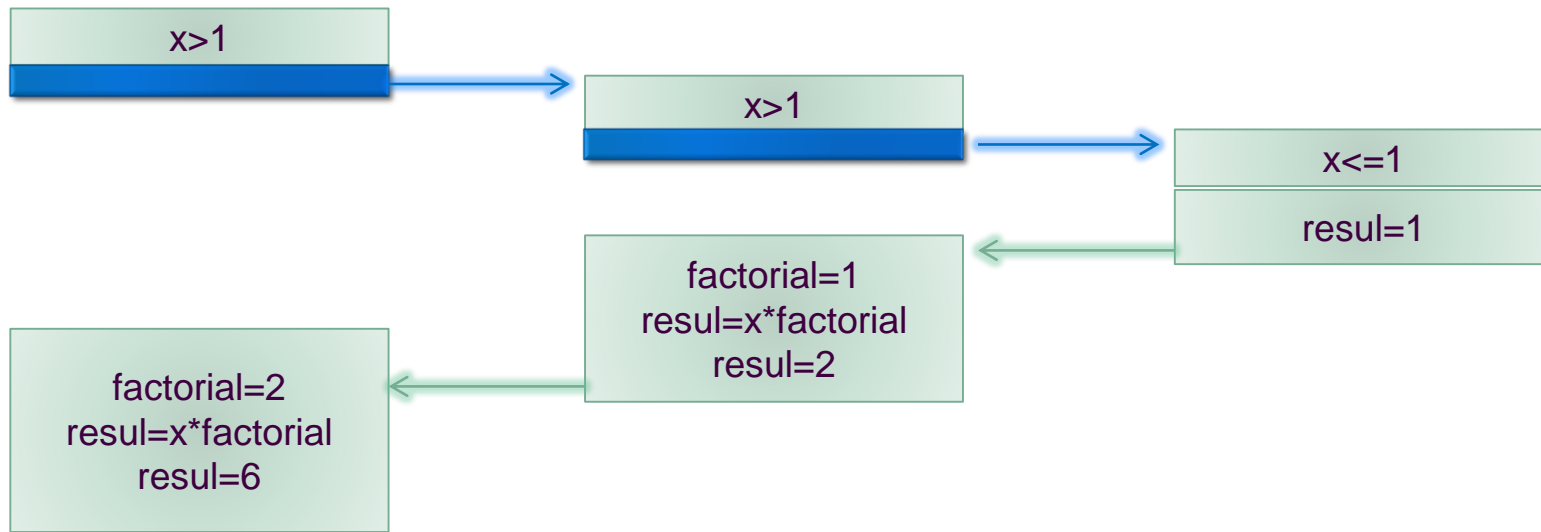 x>1
x>1
x<=1
resul=1
factorial=1
resul=x*factorial
resul=2
factorial=2
resul=x*factorial
resul=6